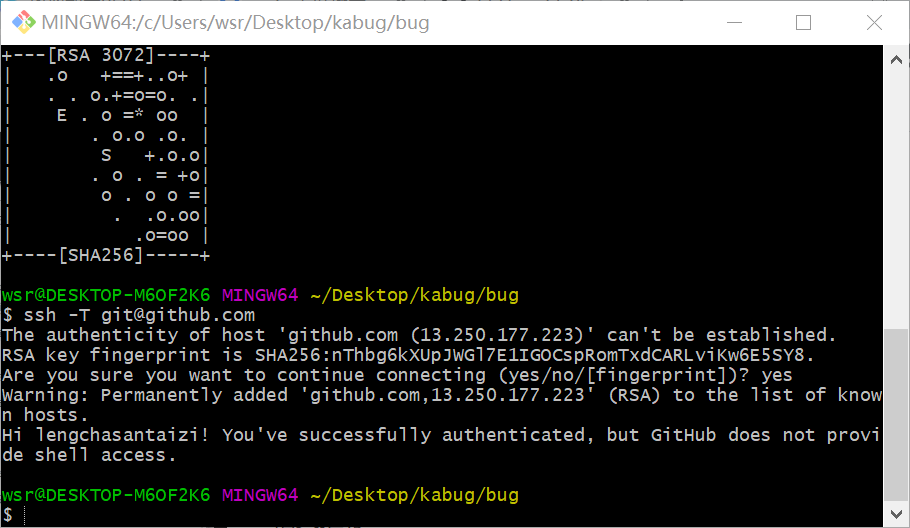 MINGW64:/c/Users/wsr/Desktop/kabug/bug
+---[RSA 3072]----+
|   .o   +==+..o+ |
|   . . o.+=o=o. .|
|    E . o =* oo  |
|       . o.o .o. |
|        S   +.o.o|
|       . o . = +o|
|        o . o o =|
|         .  .o.oo|
|           .o=oo |
+----[SHA256]-----+
wsr@DESKTOP-M6OF2K6 MINGW64 ~/Desktop/kabug/bug
$ ssh -T git@github.com
The authenticity of host 'github.com (13.250.177.223)' can't be established.
RSA key fingerprint is SHA256:nThbg6kXUpJWGl7E1IGOCspRomTxdCARLviKw6E5SY8.
Are you sure you want to continue connecting (yes/no/[fingerprint])? yes
Warning: Permanently added 'github.com,13.250.177.223' (RSA) to the list of know
n hosts.
Hi lengchasantaizi! You've successfully authenticated, but GitHub does not provi
de shell access.
wsr@DESKTOP-M6OF2K6 MINGW64 ~/Desktop/kabug/bug
$